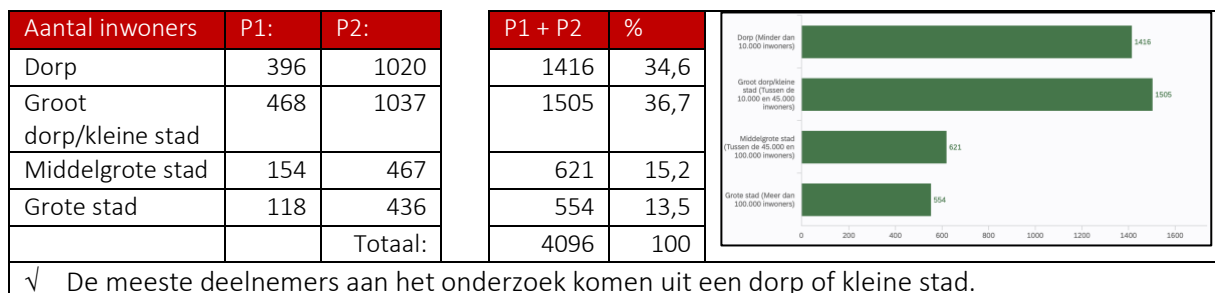 Aantal inwoners P1: P2: P1 + P2 %
Dorp 396 1020 1416 34,6
Groot
dorp/kleine stad 468 1037 1505 36,7
Middelgrote stad 154 467 621 15,2
Grote stad 118 436 554 13,5
Totaal: 4096 100
Dorp (Minder dan
10.000 inwoners)
1416
Groot dorp/kleine
stad (Tussen de
10.000 en 45.000
inwoners)
1505
Middelgrote stad
(Tussen de 45.000 en
100.000 inwoners)
621
Grote stad (Meer dan
100.000 inwoners)
554
0 200 400 600 800 1000 1200 1400 1600
√ De meeste deelnemers aan het onderzoek komen uit een dorp of kleine stad.